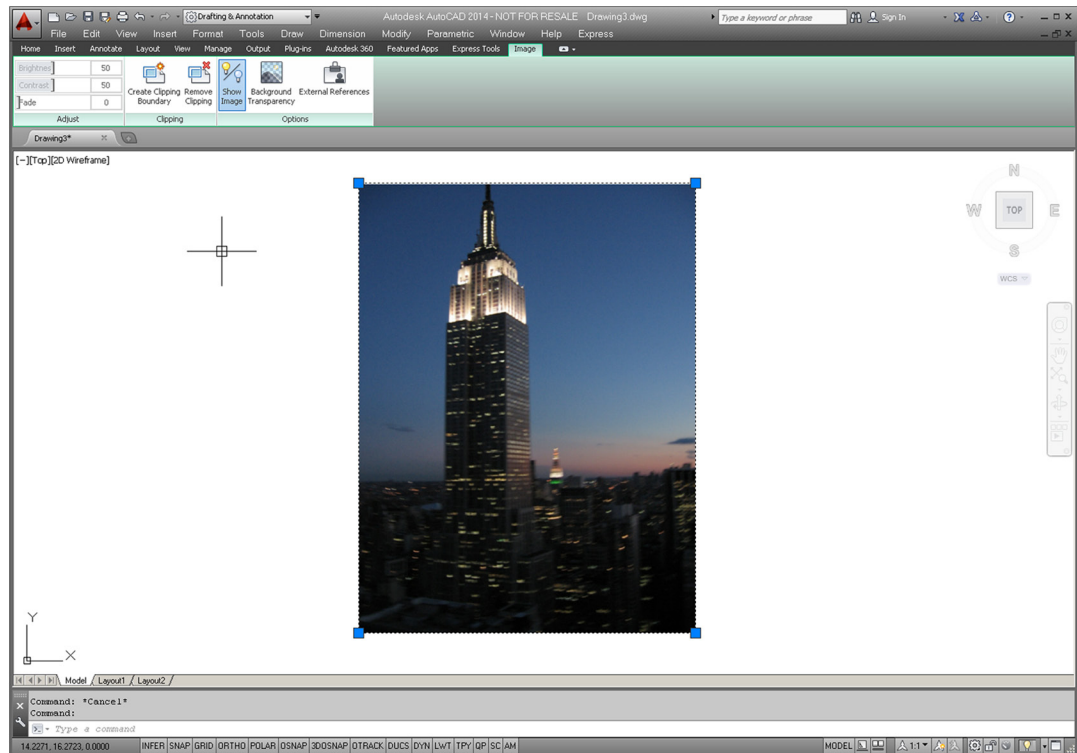 Drafting & Annotation
Autodesk AutoCAD 2014 - NOT FOR RESALE Drawing3.dwg
Type a keyword or phrase
Sign In
File Edit View Insert Format Tools Draw Dimension Modify Parametric Window Help Express
Home Insert Annotate Layout View Manage Output Plug-ins Autodesk 360 Featured Apps Express Tools Image
Brightnes 50
Contrast 50
Fade 0
Create Clipping Boundary
Remove Clipping
Show Image
Background Transparency
External References
Adjust Clipping Options
Drawing3*
[−][Top][2D Wireframe]
N
W TOP E
S
WCS
Y
X
Model Layout1 Layout2
Command: *Cancel*
Command:
Type a command
14.2271, 16.2723, 0.0000 INFER SNAP GRID ORTHO POLAR OSNAP 3DOSNAP OTRACK DUCS DYN LWT TPY QP SC AM MODEL 1:1